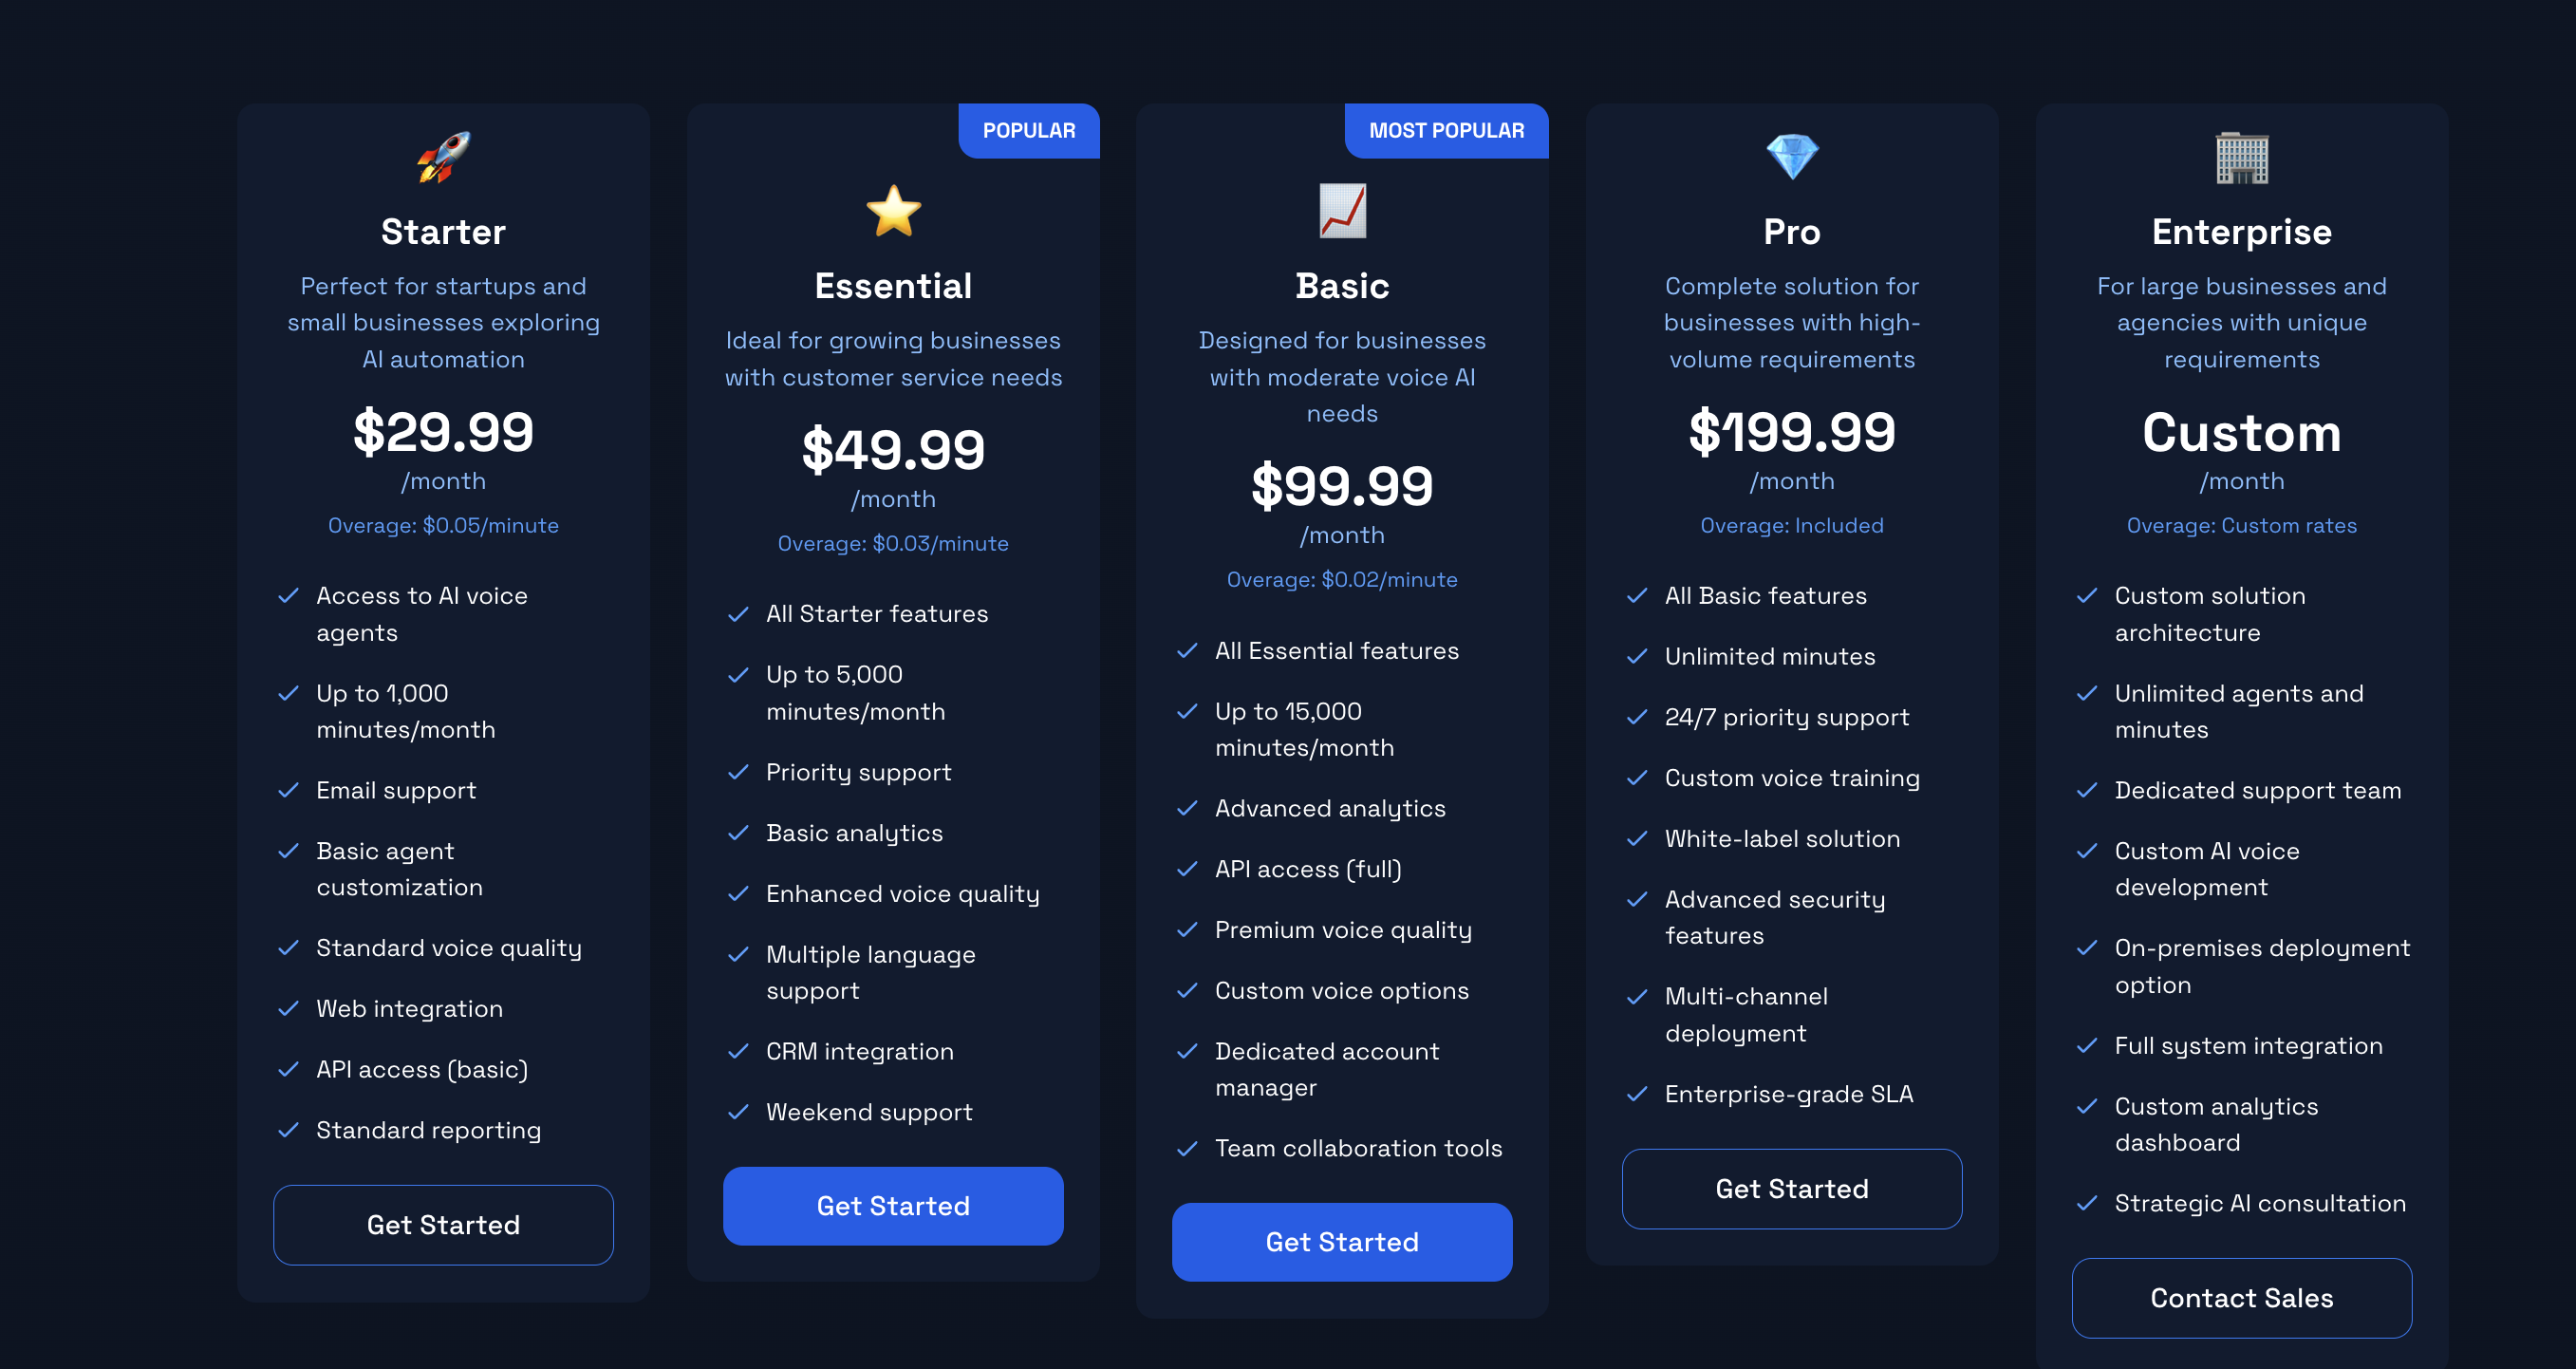 Starter
Perfect for startups and
small businesses exploring
AI automation
$29.99
/month
Overage: $0.05/minute
Access to AI voice
agents
Up to 1,000
minutes/month
Email support
Basic agent
customization
Standard voice quality
Web integration
API access (basic)
Standard reporting
Get Started
POPULAR
Essential
Ideal for growing businesses
with customer service needs
$49.99
/month
Overage: $0.03/minute
All Starter features
Up to 5,000
minutes/month
Priority support
Basic analytics
Enhanced voice quality
Multiple language
support
CRM integration
Weekend support
Get Started
MOST POPULAR
Basic
Designed for businesses
with moderate voice AI
needs
$99.99
/month
Overage: $0.02/minute
All Essential features
Up to 15,000
minutes/month
Advanced analytics
API access (full)
Premium voice quality
Custom voice options
Dedicated account
manager
Team collaboration tools
Get Started
Pro
Complete solution for
businesses with high-
volume requirements
$199.99
/month
Overage: Included
All Basic features
Unlimited minutes
24/7 priority support
Custom voice training
White-label solution
Advanced security
features
Multi-channel
deployment
Enterprise-grade SLA
Get Started
Enterprise
For large businesses and
agencies with unique
requirements
Custom
/month
Overage: Custom rates
Custom solution
architecture
Unlimited agents and
minutes
Dedicated support team
Custom AI voice
development
On-premises deployment
option
Full system integration
Custom analytics
dashboard
Strategic AI consultation
Contact Sales